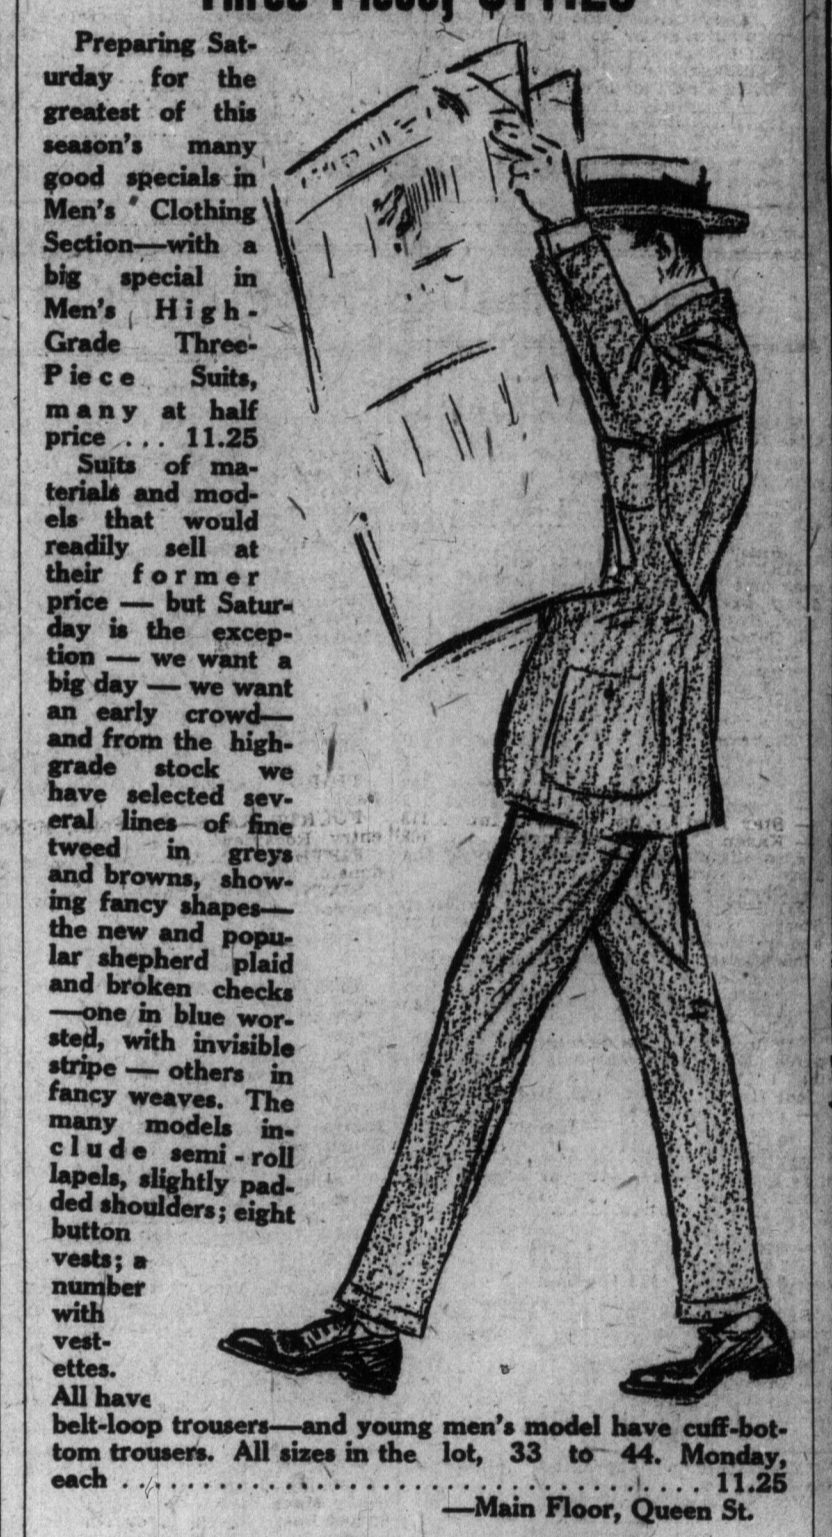 Three-Piece, $11.25
Preparing Sat-
urday for the
greatest of this
season's many
good specials in
Men's Clothing
Section—with a
big special in
Men's High-
Grade Three-
Piece Suits,
many at half
price ... 11.25
Suits of ma-
terials and mod-
els that would
readily sell at
their former
price — but Satur-
day is the excep-
tion — we want a
big day — we want
an early crowd—
and from the high-
grade stock we
have selected sev-
eral lines of fine
tweed in greys
and browns, show-
ing fancy shapes—
the new and popu-
lar shepherd plaid
and broken checks
—one in blue wor-
sted, with invisible
stripe — others in
fancy weaves. The
many models in-
clude semi-roll
lapels, slightly pad-
ded shoulders; eight
button
vests; a
number
with
vest-
ettes.
All have
belt-loop trousers—and young men's model have cuff-bot-
tom trousers. All sizes in the lot, 33 to 44. Monday,
each .................................... 11.25
—Main Floor, Queen St.